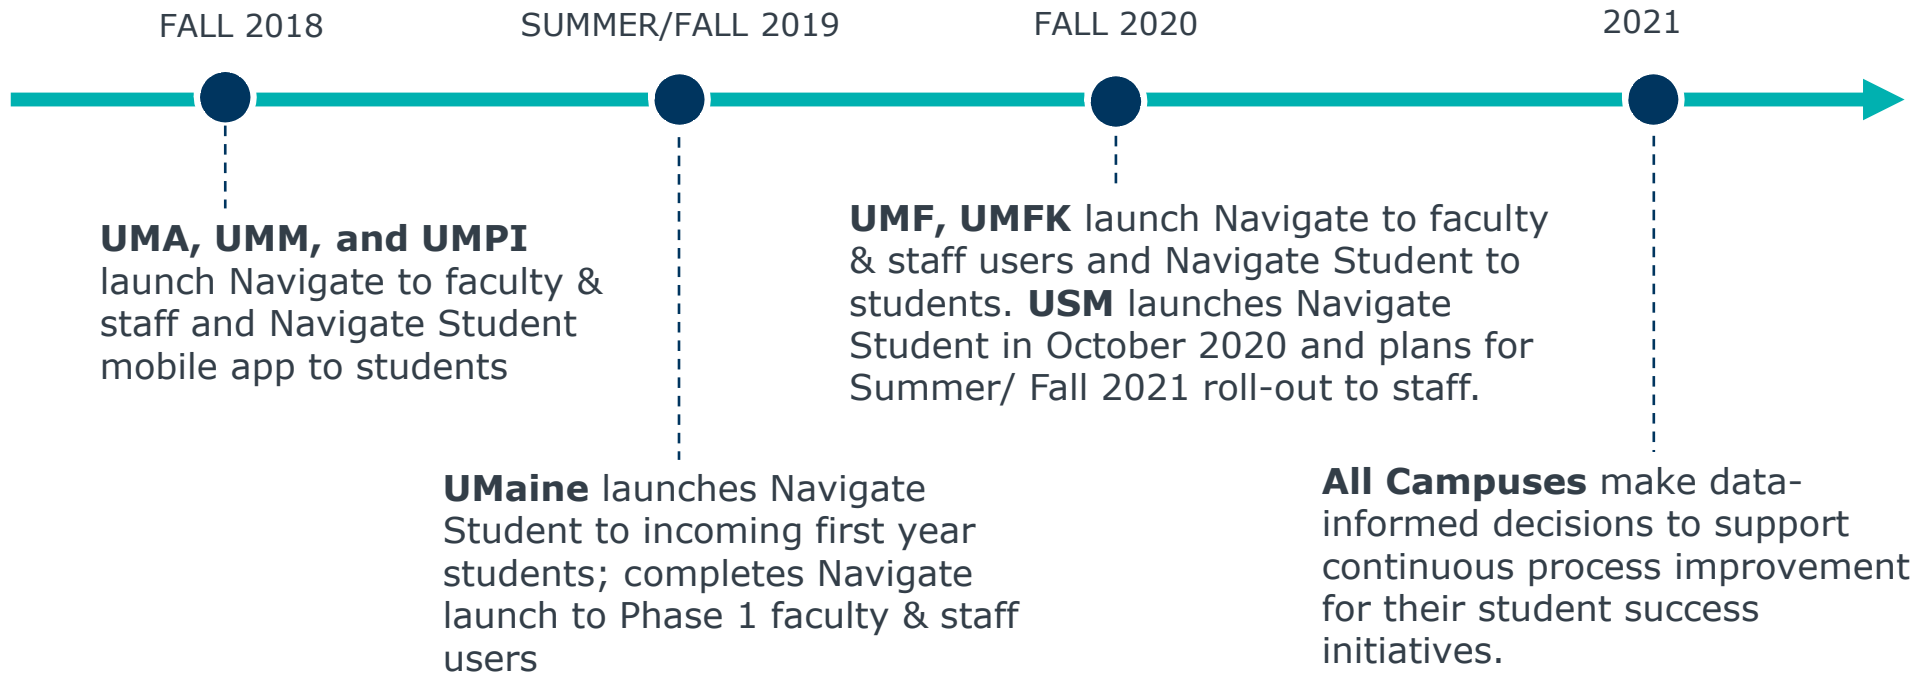 FALL 2018
SUMMER/FALL 2019
FALL 2020
2021
UMA, UMM, and UMPI
launch Navigate to faculty &
staff and Navigate Student
mobile app to students
UMaine launches Navigate
Student to incoming first year
students; completes Navigate
launch to Phase 1 faculty & staff
users
UMF, UMFK launch Navigate to faculty
& staff users and Navigate Student to
students. USM launches Navigate
Student in October 2020 and plans for
Summer/ Fall 2021 roll-out to staff.
All Campuses make data-
informed decisions to support
continuous process improvement
for their student success
initiatives.